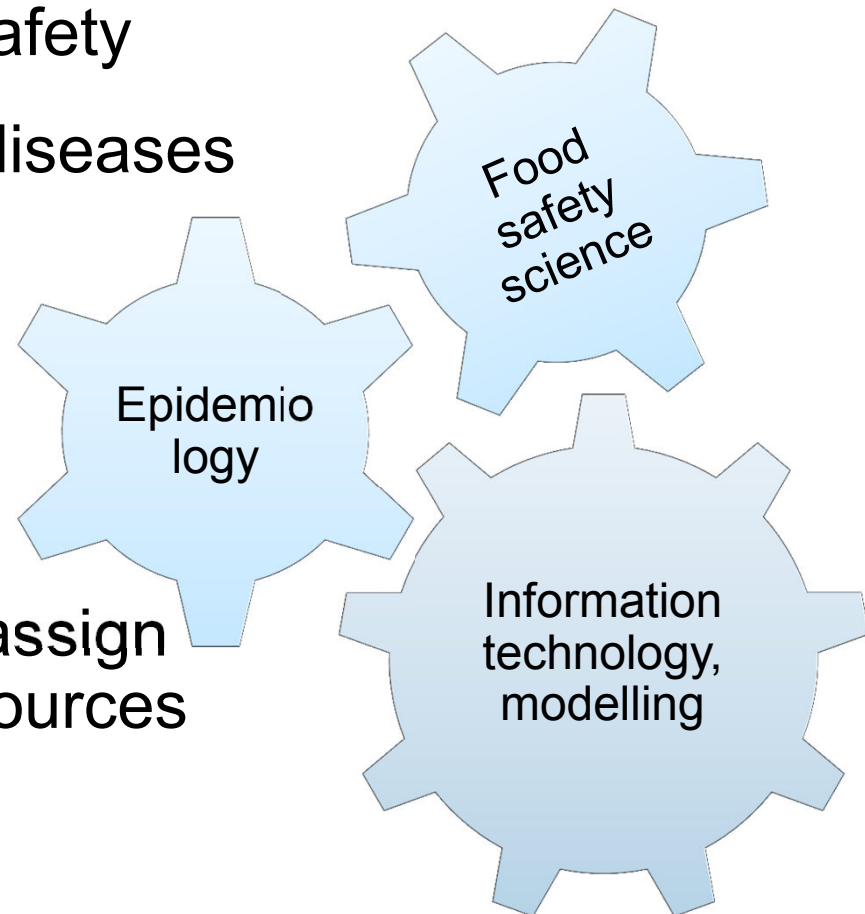 afety
diseases
Food
safety
science
Epidemio
logy
assign
ources
Information
technology,
modelling